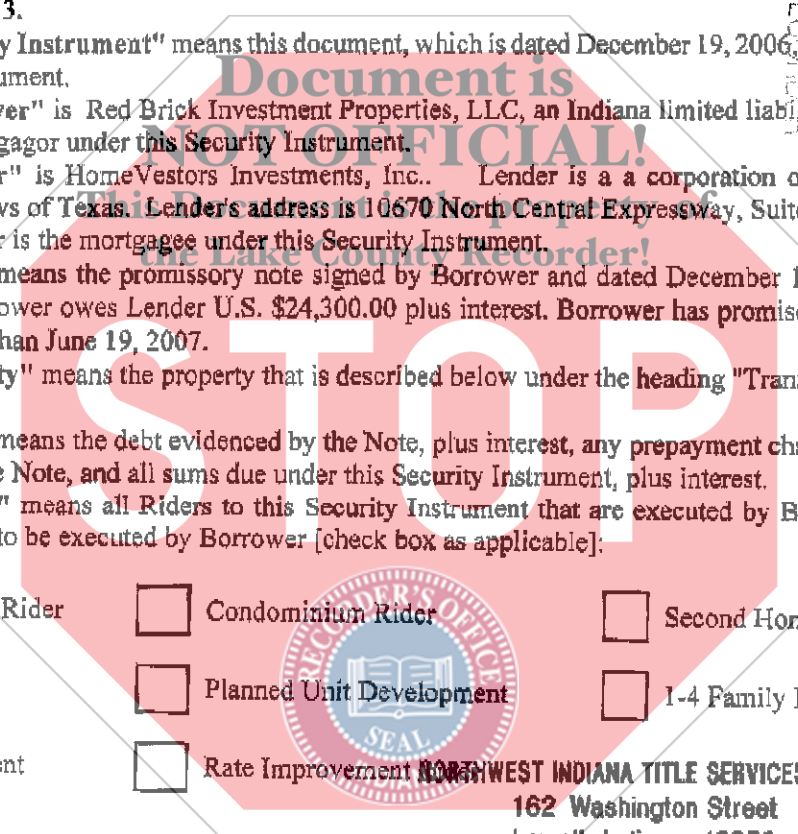 3.
y Instrument" means this document, which is dated December 19, 2006,
ument.
er" is Red Brick Investment Properties, LLC, an Indiana limited liabi
gagor under this Security Instrument.
r" is HomeVestors Investments, Inc.. Lender is a a corporation o
ws of Texas. Lender's address is 10670 North Central Expressway, Suite
r is the mortgagee under this Security Instrument.
means the promissory note signed by Borrower and dated December 1
ower owes Lender U.S. $24,300.00 plus interest. Borrower has promise
han June 19, 2007.
ty" means the property that is described below under the heading "Tran
means the debt evidenced by the Note, plus interest, any prepayment cha
e Note, and all sums due under this Security Instrument, plus interest.
" means all Riders to this Security Instrument that are executed by B
to be executed by Borrower [check box as applicable]:
Rider Condominium Rider Second Hom
Planned Unit Development 1-4 Family
ent Rate Improvement
NORTHWEST INDIANA TITLE SERVICES
162 Washington Street
Document is
NOT OFFICIAL!
This Document is the property of
the Lake County Recorder!
STOP
RECORDER'S OFFICE
SEAL
INDIANA